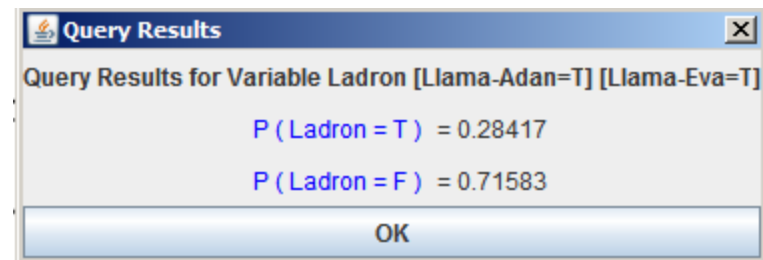 Query Results
Query Results for Variable Ladron [Llama-Adan=T] [Llama-Eva=T]
P ( Ladron = T )  = 0.28417
P ( Ladron = F )  = 0.71583
OK